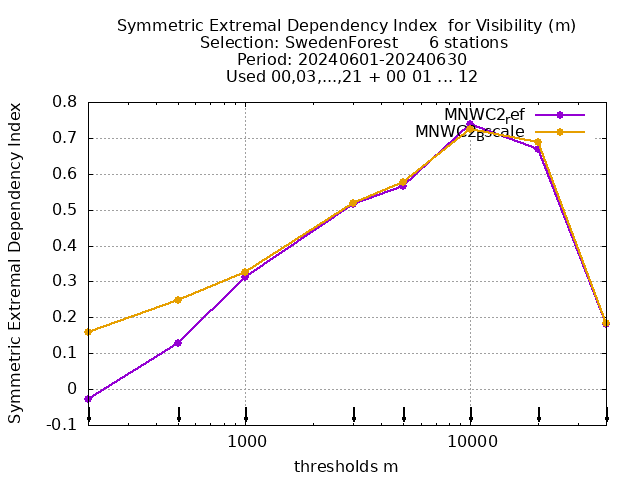 Symmetric Extremal Dependency Index  for Visibility (m)
Selection: SwedenForest      6 stations
Period: 20240601-20240630
Used 00,03,...,21 + 00 01 ... 12
MNWC2ref
MNWC2Bscale
Symmetric Extremal Dependency Index
0.8
0.7
0.6
0.5
0.4
0.3
0.2
0.1
0
-0.1
1000
10000
thresholds m